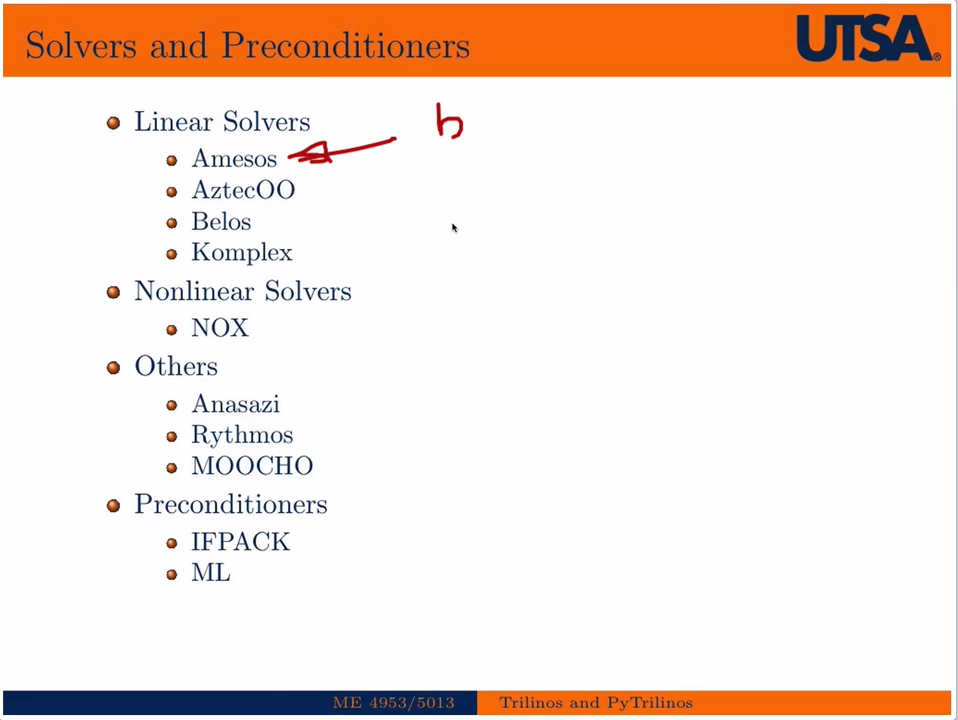 Solvers and Preconditioners
UTSA®
Linear Solvers
h
Amesos
AztecOO
Belos
Komplex
Nonlinear Solvers
NOX
Others
Anasazi
Rythmos
MOOCHO
Preconditioners
IFPACK
ML
ME 4953/5013
Trilinos and PyTrilinos